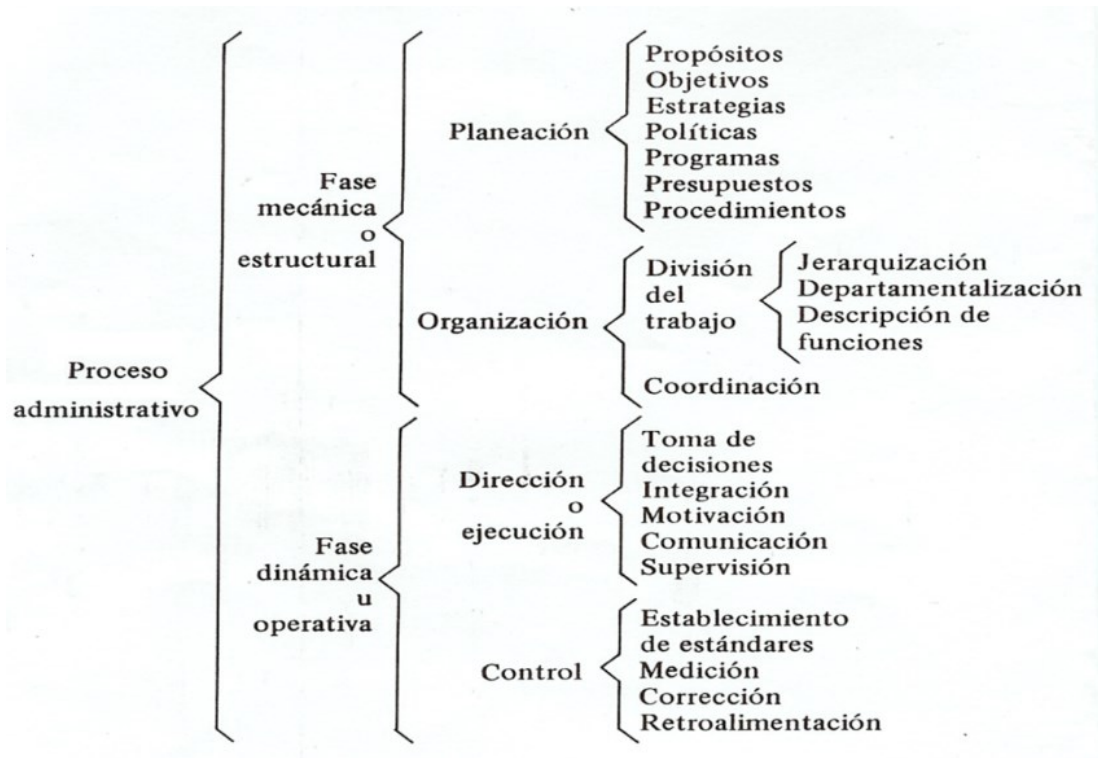 Proceso
administrativo
Fase
mecánica
o
estructural
Planeación
Propósitos
Objetivos
Estrategias
Políticas
Programas
Presupuestos
Procedimientos
Organización
División
del
trabajo
Jerarquización
Departamentalización
Descripción de
funciones
Coordinación
Fase
dinámica
u
operativa
Dirección
o
ejecución
Toma de
decisiones
Integración
Motivación
Comunicación
Supervisión
Control
Establecimiento
de estándares
Medición
Corrección
Retroalimentación